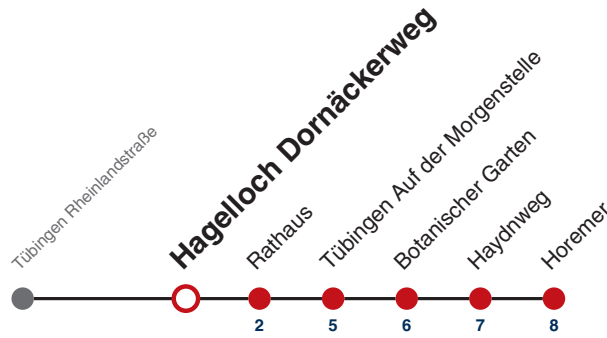 Tübingen Rheinlandstraße
Hagelloch Dornäckerweg
Rathaus
Tübingen Auf der Morgenstelle
Botanischer Garten
Haydnweg
Horemer
2
5
6
7
8